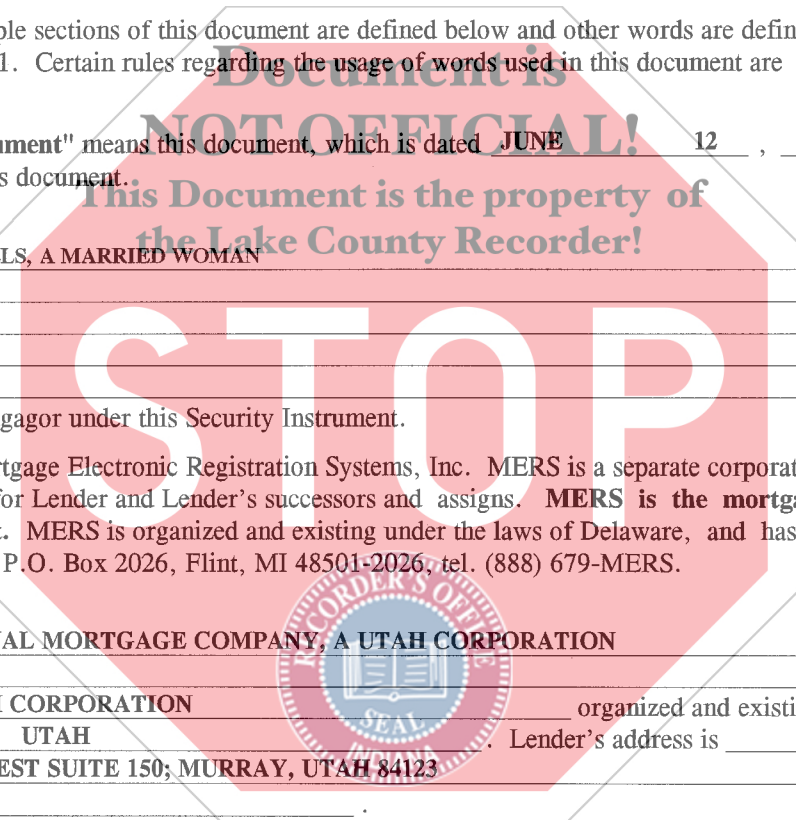 ple sections of this document are defined below and other words are defin
1. Certain rules regarding the usage of words used in this document are
Document is
NOT OFFICIAL!
ument" means this document, which is dated JUNE 12 ,
s document.
This Document is the property of
the Lake County Recorder!
LS, A MARRIED WOMAN
STOP
gagor under this Security Instrument.
rtgage Electronic Registration Systems, Inc. MERS is a separate corporat
for Lender and Lender's successors and assigns. MERS is the mortga
. MERS is organized and existing under the laws of Delaware, and has
P.O. Box 2026, Flint, MI 48501-2026, tel. (888) 679-MERS.
RECORDER'S OFFICE
AL MORTGAGE COMPANY, A UTAH CORPORATION
CORPORATION organized and existi
SEAL
UTAH . Lender's address is
INDIANA
EST SUITE 150; MURRAY, UTAH 84123
.